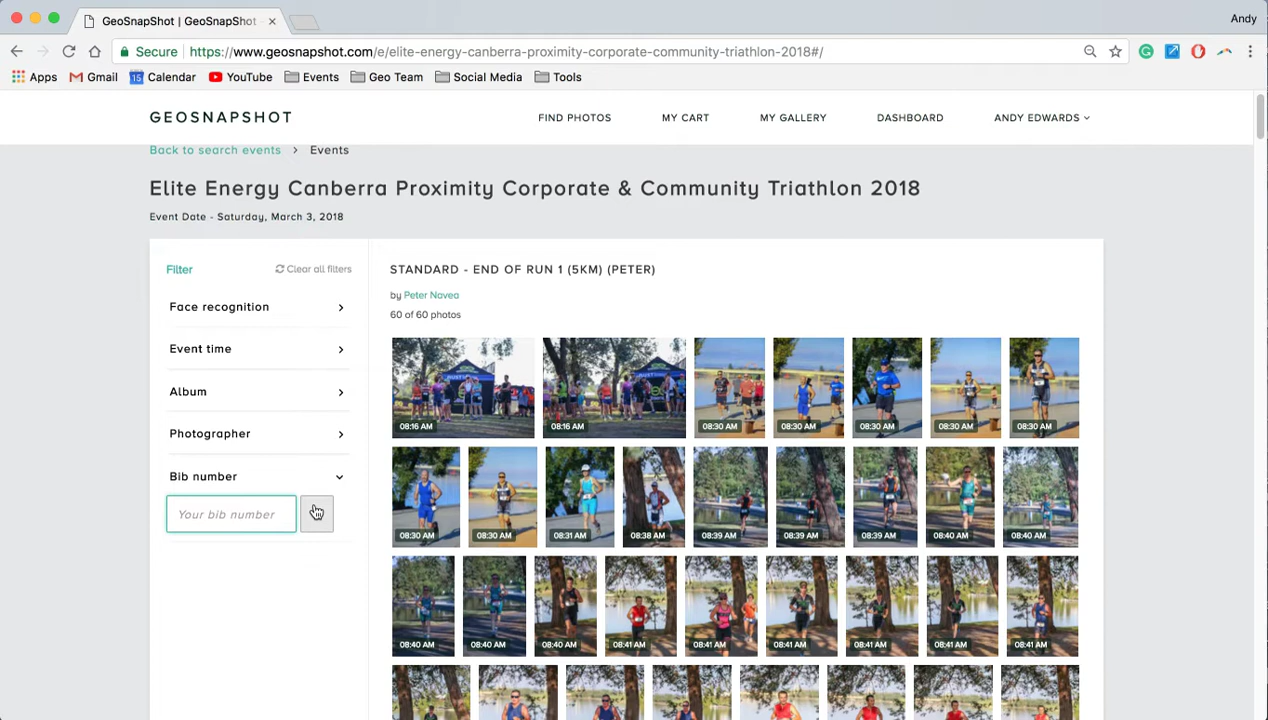 GeoSnapShot | GeoSnapShot
Andy
Secure https://www.geosnapshot.com/e/elite-energy-canberra-proximity-corporate-community-triathlon-2018#/
Apps Gmail Calendar YouTube Events Geo Team Social Media Tools
GEOSNAPSHOT FIND PHOTOS MY CART MY GALLERY DASHBOARD ANDY EDWARDS
Back to search events > Events
Elite Energy Canberra Proximity Corporate & Community Triathlon 2018
Event Date - Saturday, March 3, 2018
Filter Clear all filters
Face recognition
Event time
Album
Photographer
Bib number
Your bib number
STANDARD - END OF RUN 1 (5KM) (PETER)
by Peter Navea
60 of 60 photos
08:16 AM 08:16 AM 08:30 AM 08:30 AM 08:30 AM 08:30 AM 08:30 AM
08:30 AM 08:30 AM 08:31 AM 08:38 AM 08:39 AM 08:39 AM 08:39 AM 08:40 AM 08:40 AM
08:40 AM 08:40 AM 08:40 AM 08:41 AM 08:41 AM 08:41 AM 08:41 AM 08:41 AM 08:41 AM